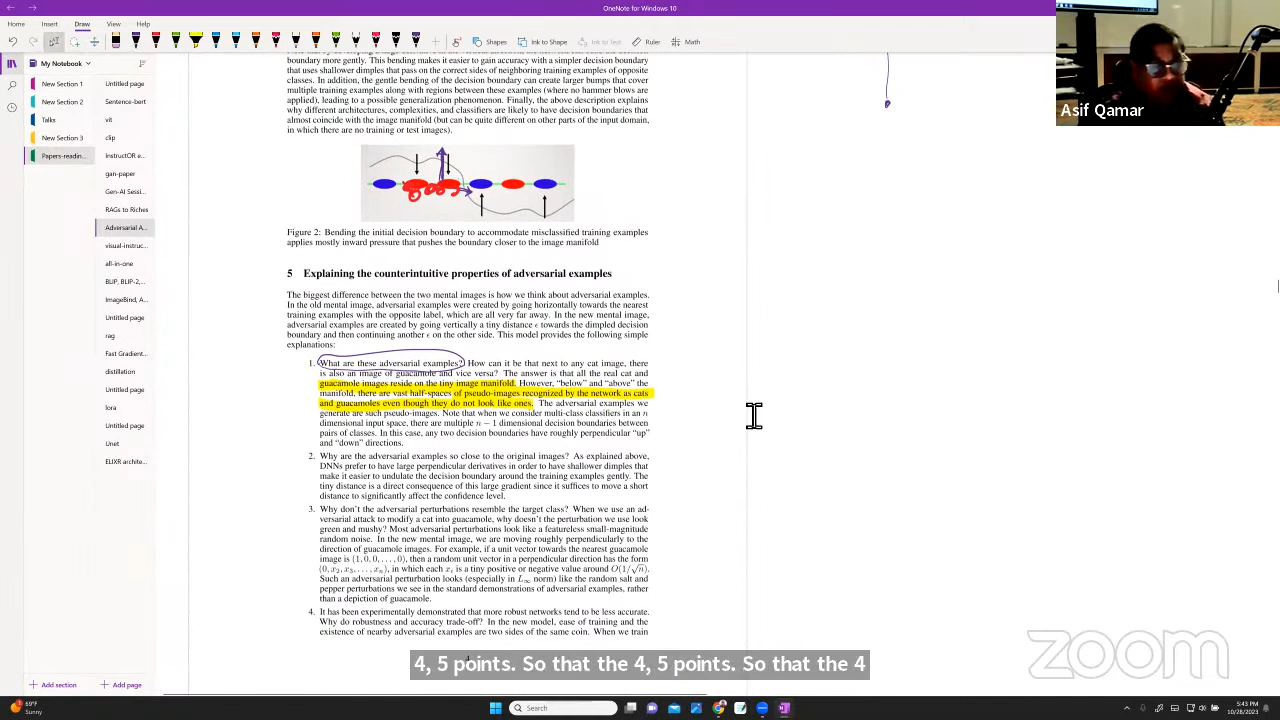 OneNote for Windows 10
Home Insert Draw View Help
Shapes Ink to Shape Ink to Text Ruler Math
My Notebook
New Section 1
New Section 2
Talks
New Section 3
Papers-readin...
Untitled page
Sentence-bert
vit
clip
InstructOR e...
gan-paper
Gen-AI Sessi...
RAGs to Riches
Adversarial A...
visual-instruc...
all-in-one
BLIP, BLIP-2,...
ImageBind, A...
Untitled page
rag
Fast Gradient...
distillation
Untitled page
lora
Untitled page
Unet
ELIXR archite...
Add section
Add page
boundary more gently. This bending makes it easier to gain accuracy with a simpler decision boundary
that uses shallower dimples that pass on the correct sides of neighboring training examples of opposite
classes. In addition, the gentle bending of the decision boundary can create larger bumps that cover
multiple training examples along with regions between these examples (where no hammer blows are
applied), leading to a possible generalization phenomenon. Finally, the above description explains
why different architectures, complexities, and classifiers are likely to have decision boundaries that
almost coincide with the image manifold (but can be quite different on other parts of the input domain,
in which there are no training or test images).
Figure 2: Bending the initial decision boundary to accommodate misclassified training examples
applies mostly inward pressure that pushes the boundary closer to the image manifold
5 Explaining the counterintuitive properties of adversarial examples
The biggest difference between the two mental images is how we think about adversarial examples.
In the old mental image, adversarial examples were created by going horizontally towards the nearest
training examples with the opposite label, which are all very far away. In the new mental image,
adversarial examples are created by going vertically a tiny distance ϵ towards the dimpled decision
boundary and then continuing another ϵ on the other side. This model provides the following simple
explanations:
1. What are these adversarial examples? How can it be that next to any cat image, there
is also an image of guacamole and vice versa? The answer is that all the real cat and
guacamole images reside on the tiny image manifold. However, "below" and "above" the
manifold, there are vast half-spaces of pseudo-images recognized by the network as cats
and guacamoles even though they do not look like ones. The adversarial examples we
generate are such pseudo-images. Note that when we consider multi-class classifiers in an n
dimensional input space, there are multiple n − 1 dimensional decision boundaries between
pairs of classes. In this case, any two decision boundaries have roughly perpendicular "up"
and "down" directions.
2. Why are the adversarial examples so close to the original images? As explained above,
DNNs prefer to have large perpendicular derivatives in order to have shallower dimples that
make it easier to undulate the decision boundary around the training examples gently. The
tiny distance is a direct consequence of this large gradient since it suffices to move a short
distance to significantly affect the confidence level.
3. Why don't the adversarial perturbations resemble the target class? When we use an ad-
versarial attack to modify a cat into guacamole, why doesn't the perturbation we use look
green and mushy? Most adversarial perturbations look like a featureless small-magnitude
random noise. In the new mental image, we are moving roughly perpendicularly to the
direction of guacamole images. For example, if a unit vector towards the nearest guacamole
image is (1, 0, 0, . . . , 0), then a random unit vector in a perpendicular direction has the form
(0, x₂, x₃, . . . , xₙ), in which each xᵢ is a tiny positive or negative value around O(1/√n).
Such an adversarial perturbation looks (especially in L∞ norm) like the random salt and
pepper perturbations we see in the standard demonstrations of adversarial examples, rather
than a depiction of guacamole.
4. It has been experimentally demonstrated that more robust networks tend to be less accurate.
Why do robustness and accuracy trade-off? In the new model, ease of training and the
existence of nearby adversarial examples are two sides of the same coin. When we train
Asif Qamar
4, 5 points. So that the 4, 5 points. So that the 4
zoom
69°F
Sunny
Search
5:43 PM
10/28/2023